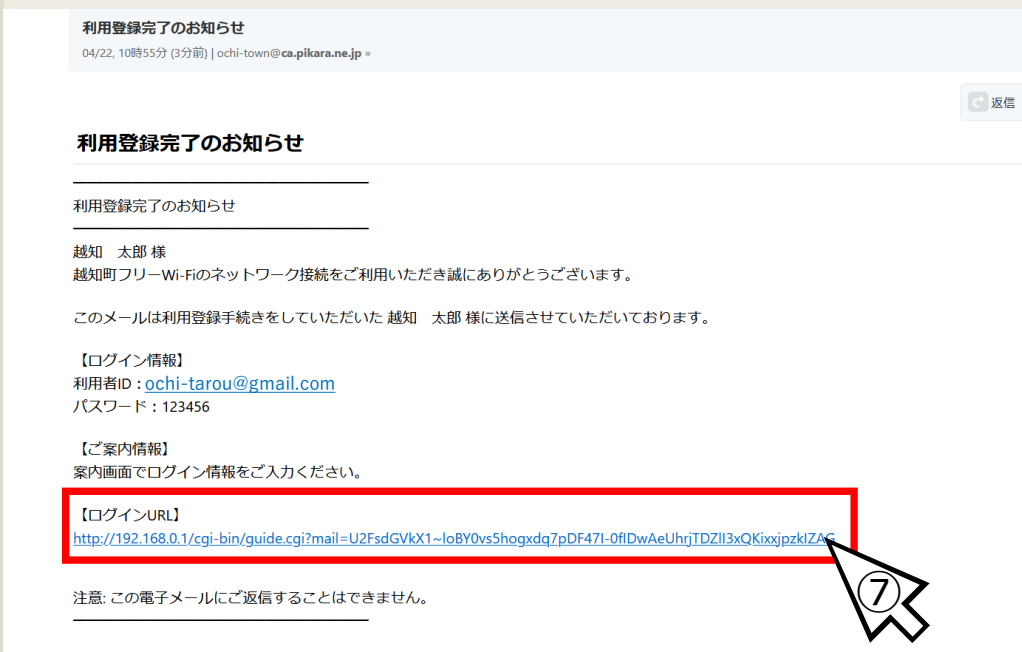 利用登録完了のお知らせ
04/22, 10時55分 (3分前) | ochi-town@ca.pikara.ne.jp »
返信
利用登録完了のお知らせ
利用登録完了のお知らせ
越知　太郎 様
越知町フリーWi-Fiのネットワーク接続をご利用いただき誠にありがとうございます。
このメールは利用登録手続きをしていただいた 越知　太郎 様に送信させていただいております。
【ログイン情報】
利用者ID：ochi-tarou@gmail.com
パスワード：123456
【ご案内情報】
案内画面でログイン情報をご入力ください。
【ログインURL】
http://192.168.0.1/cgi-bin/guide.cgi?mail=U2FsdGVkX1~loBY0vs5hogxdq7pDF47I-0fIDwAeUhrjTDZlI3xQKixxjpzkIZAG
⑦
注意: この電子メールにご返信することはできません。